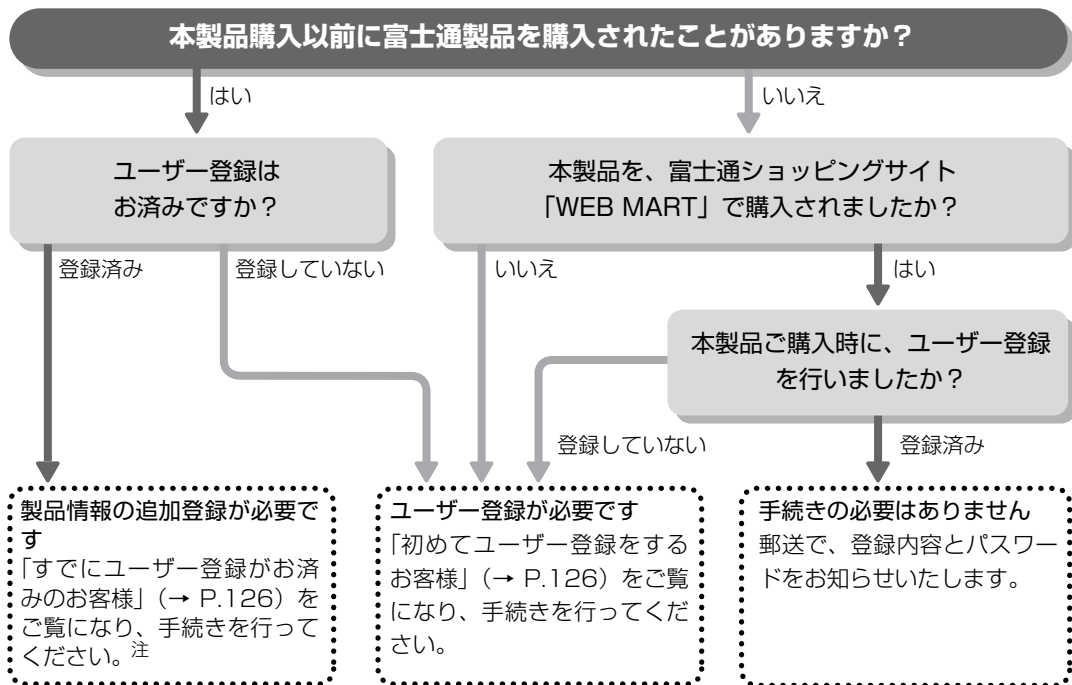 本製品購入以前に富士通製品を購入されたことがありますか？
はい
いいえ
ユーザー登録は
お済みですか？
本製品を、富士通ショッピングサイト
「WEB MART」で購入されましたか？
登録済み
登録していない
いいえ
はい
本製品ご購入時に、ユーザー登録
を行いましたか？
登録していない
登録済み
製品情報の追加登録が必要で
す
「すでにユーザー登録がお済
みのお客様」（→ P.126）を
ご覧になり、手続きを行って
ください。注
ユーザー登録が必要です
「初めてユーザー登録をする
お客様」（→ P.126）をご覧
になり、手続きを行ってくだ
さい。
手続きの必要はありません
郵送で、登録内容とパスワー
ドをお知らせいたします。